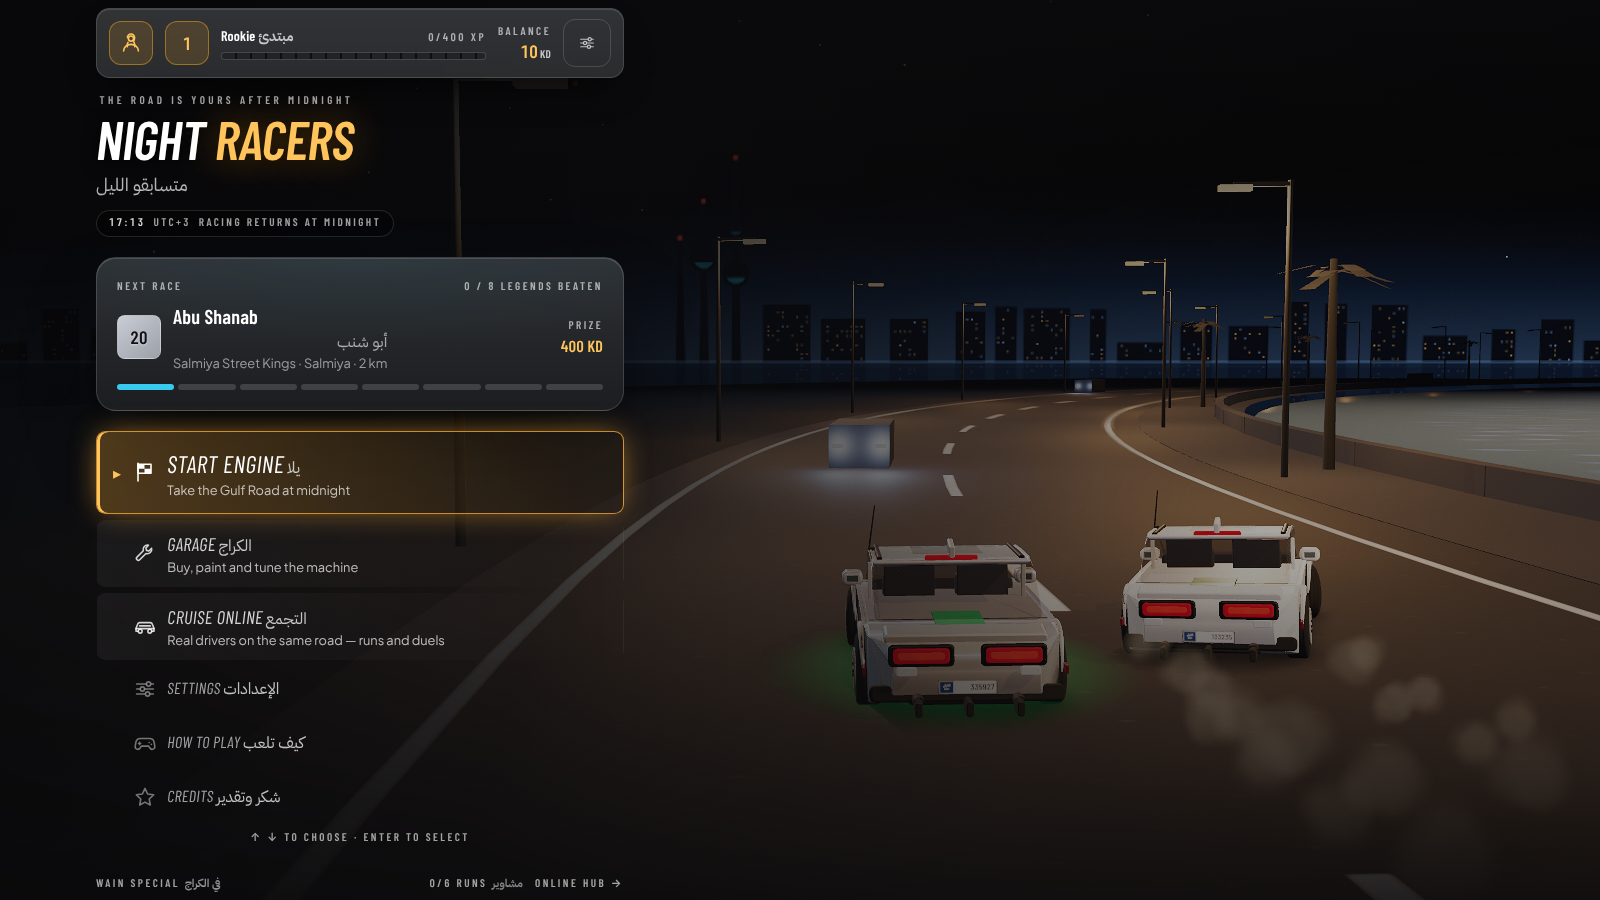 1 Rookie مبتدئ 0/400 XP BALANCE
10 KD
THE ROAD IS YOURS AFTER MIDNIGHT
NIGHT RACERS
متسابقو الليل
17:13 UTC+3 RACING RETURNS AT MIDNIGHT
NEXT RACE 0 / 8 LEGENDS BEATEN
20 Abu Shanab
أبو شنب
Salmiya Street Kings · Salmiya · 2 km
PRIZE
400 KD
START ENGINE يلا
Take the Gulf Road at midnight
GARAGE الكراج
Buy, paint and tune the machine
CRUISE ONLINE التجمع
Real drivers on the same road — runs and duels
SETTINGS الإعدادات
HOW TO PLAY كيف تلعب
CREDITS شكر وتقدير
↑ ↓ TO CHOOSE · ENTER TO SELECT
WAIN SPECIAL في الكراج 0/6 RUNS مشاوير ONLINE HUB →
335927